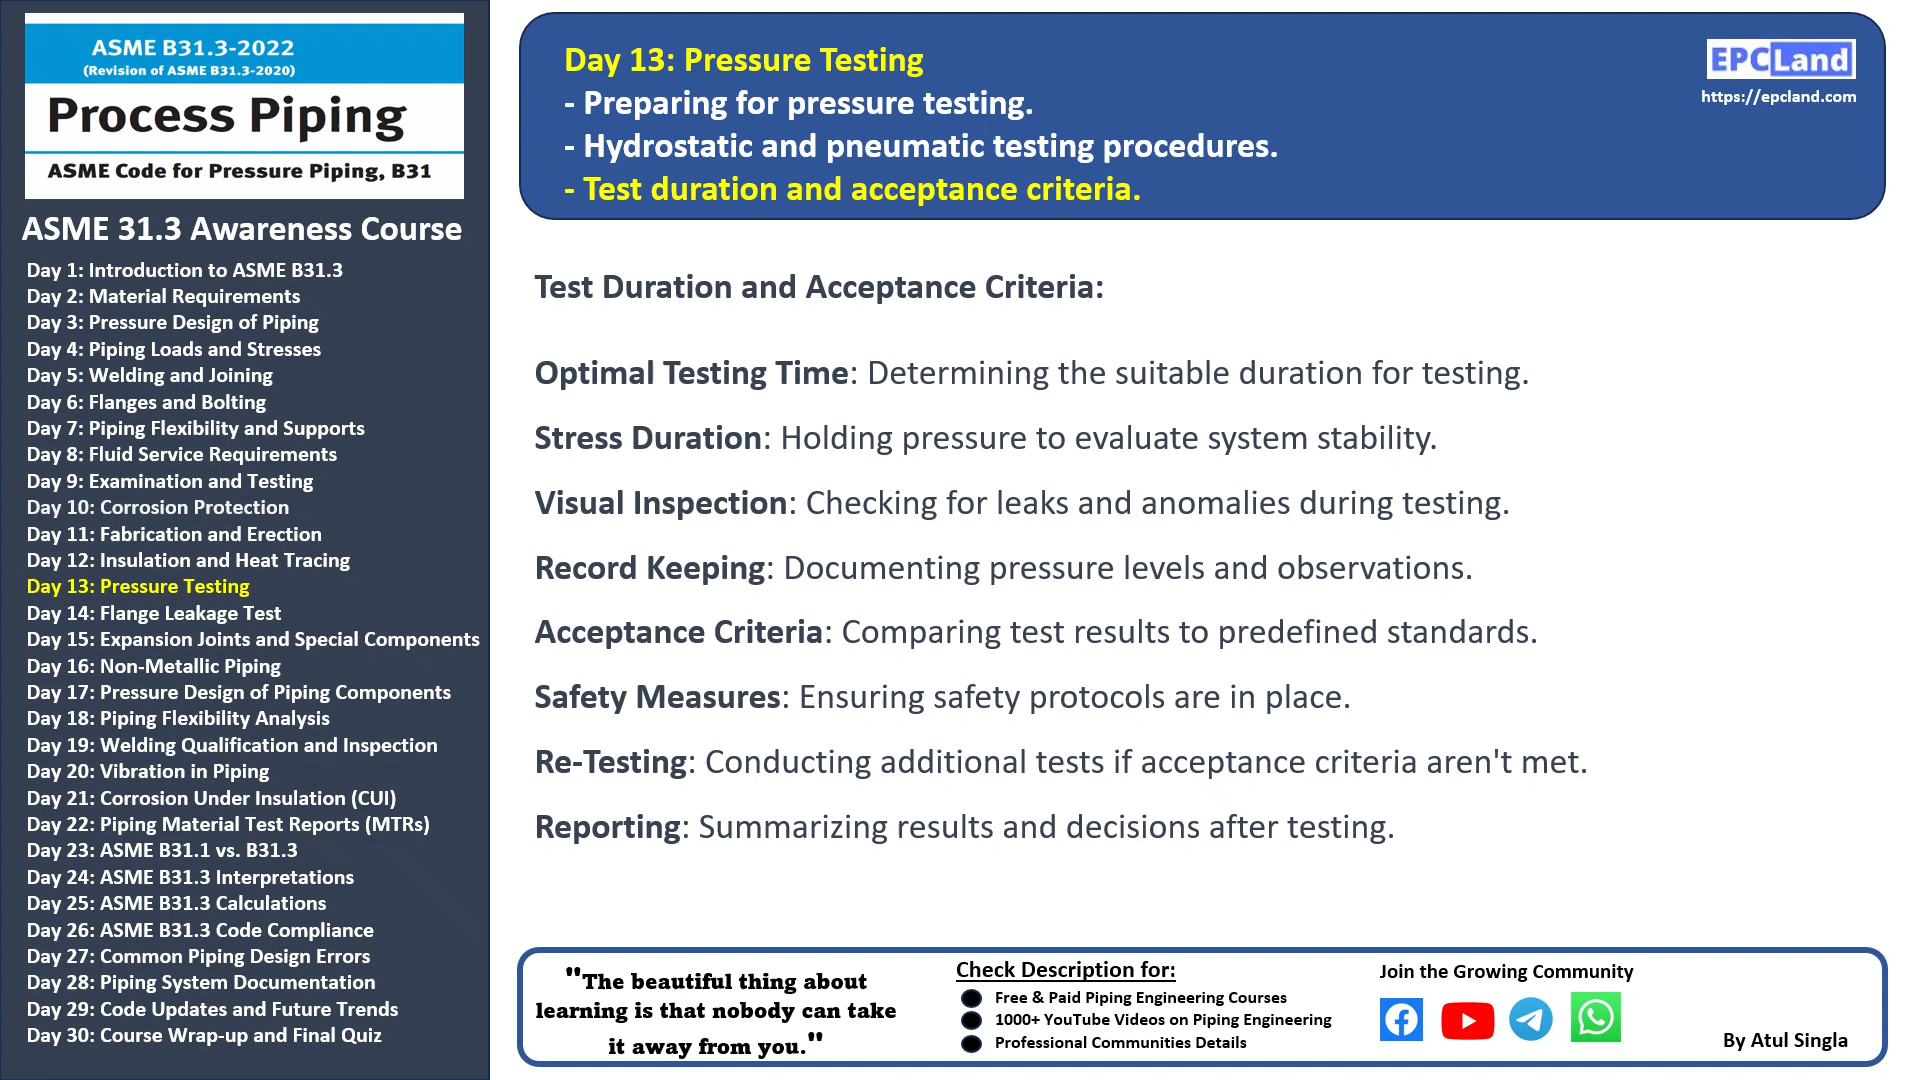 ASME B31.3-2022
(Revision of ASME B31.3-2020)
Process Piping
ASME Code for Pressure Piping, B31
ASME 31.3 Awareness Course
Day 1: Introduction to ASME B31.3
Day 2: Material Requirements
Day 3: Pressure Design of Piping
Day 4: Piping Loads and Stresses
Day 5: Welding and Joining
Day 6: Flanges and Bolting
Day 7: Piping Flexibility and Supports
Day 8: Fluid Service Requirements
Day 9: Examination and Testing
Day 10: Corrosion Protection
Day 11: Fabrication and Erection
Day 12: Insulation and Heat Tracing
Day 13: Pressure Testing
Day 14: Flange Leakage Test
Day 15: Expansion Joints and Special Components
Day 16: Non-Metallic Piping
Day 17: Pressure Design of Piping Components
Day 18: Piping Flexibility Analysis
Day 19: Welding Qualification and Inspection
Day 20: Vibration in Piping
Day 21: Corrosion Under Insulation (CUI)
Day 22: Piping Material Test Reports (MTRs)
Day 23: ASME B31.1 vs. B31.3
Day 24: ASME B31.3 Interpretations
Day 25: ASME B31.3 Calculations
Day 26: ASME B31.3 Code Compliance
Day 27: Common Piping Design Errors
Day 28: Piping System Documentation
Day 29: Code Updates and Future Trends
Day 30: Course Wrap-up and Final Quiz
Day 13: Pressure Testing
- Preparing for pressure testing.
- Hydrostatic and pneumatic testing procedures.
- Test duration and acceptance criteria.
EPCLand
https://epcland.com
Test Duration and Acceptance Criteria:
Optimal Testing Time: Determining the suitable duration for testing.
Stress Duration: Holding pressure to evaluate system stability.
Visual Inspection: Checking for leaks and anomalies during testing.
Record Keeping: Documenting pressure levels and observations.
Acceptance Criteria: Comparing test results to predefined standards.
Safety Measures: Ensuring safety protocols are in place.
Re-Testing: Conducting additional tests if acceptance criteria aren't met.
Reporting: Summarizing results and decisions after testing.
"The beautiful thing about
learning is that nobody can take
it away from you."
Check Description for:
Free & Paid Piping Engineering Courses
1000+ YouTube Videos on Piping Engineering
Professional Communities Details
Join the Growing Community
By Atul Singla